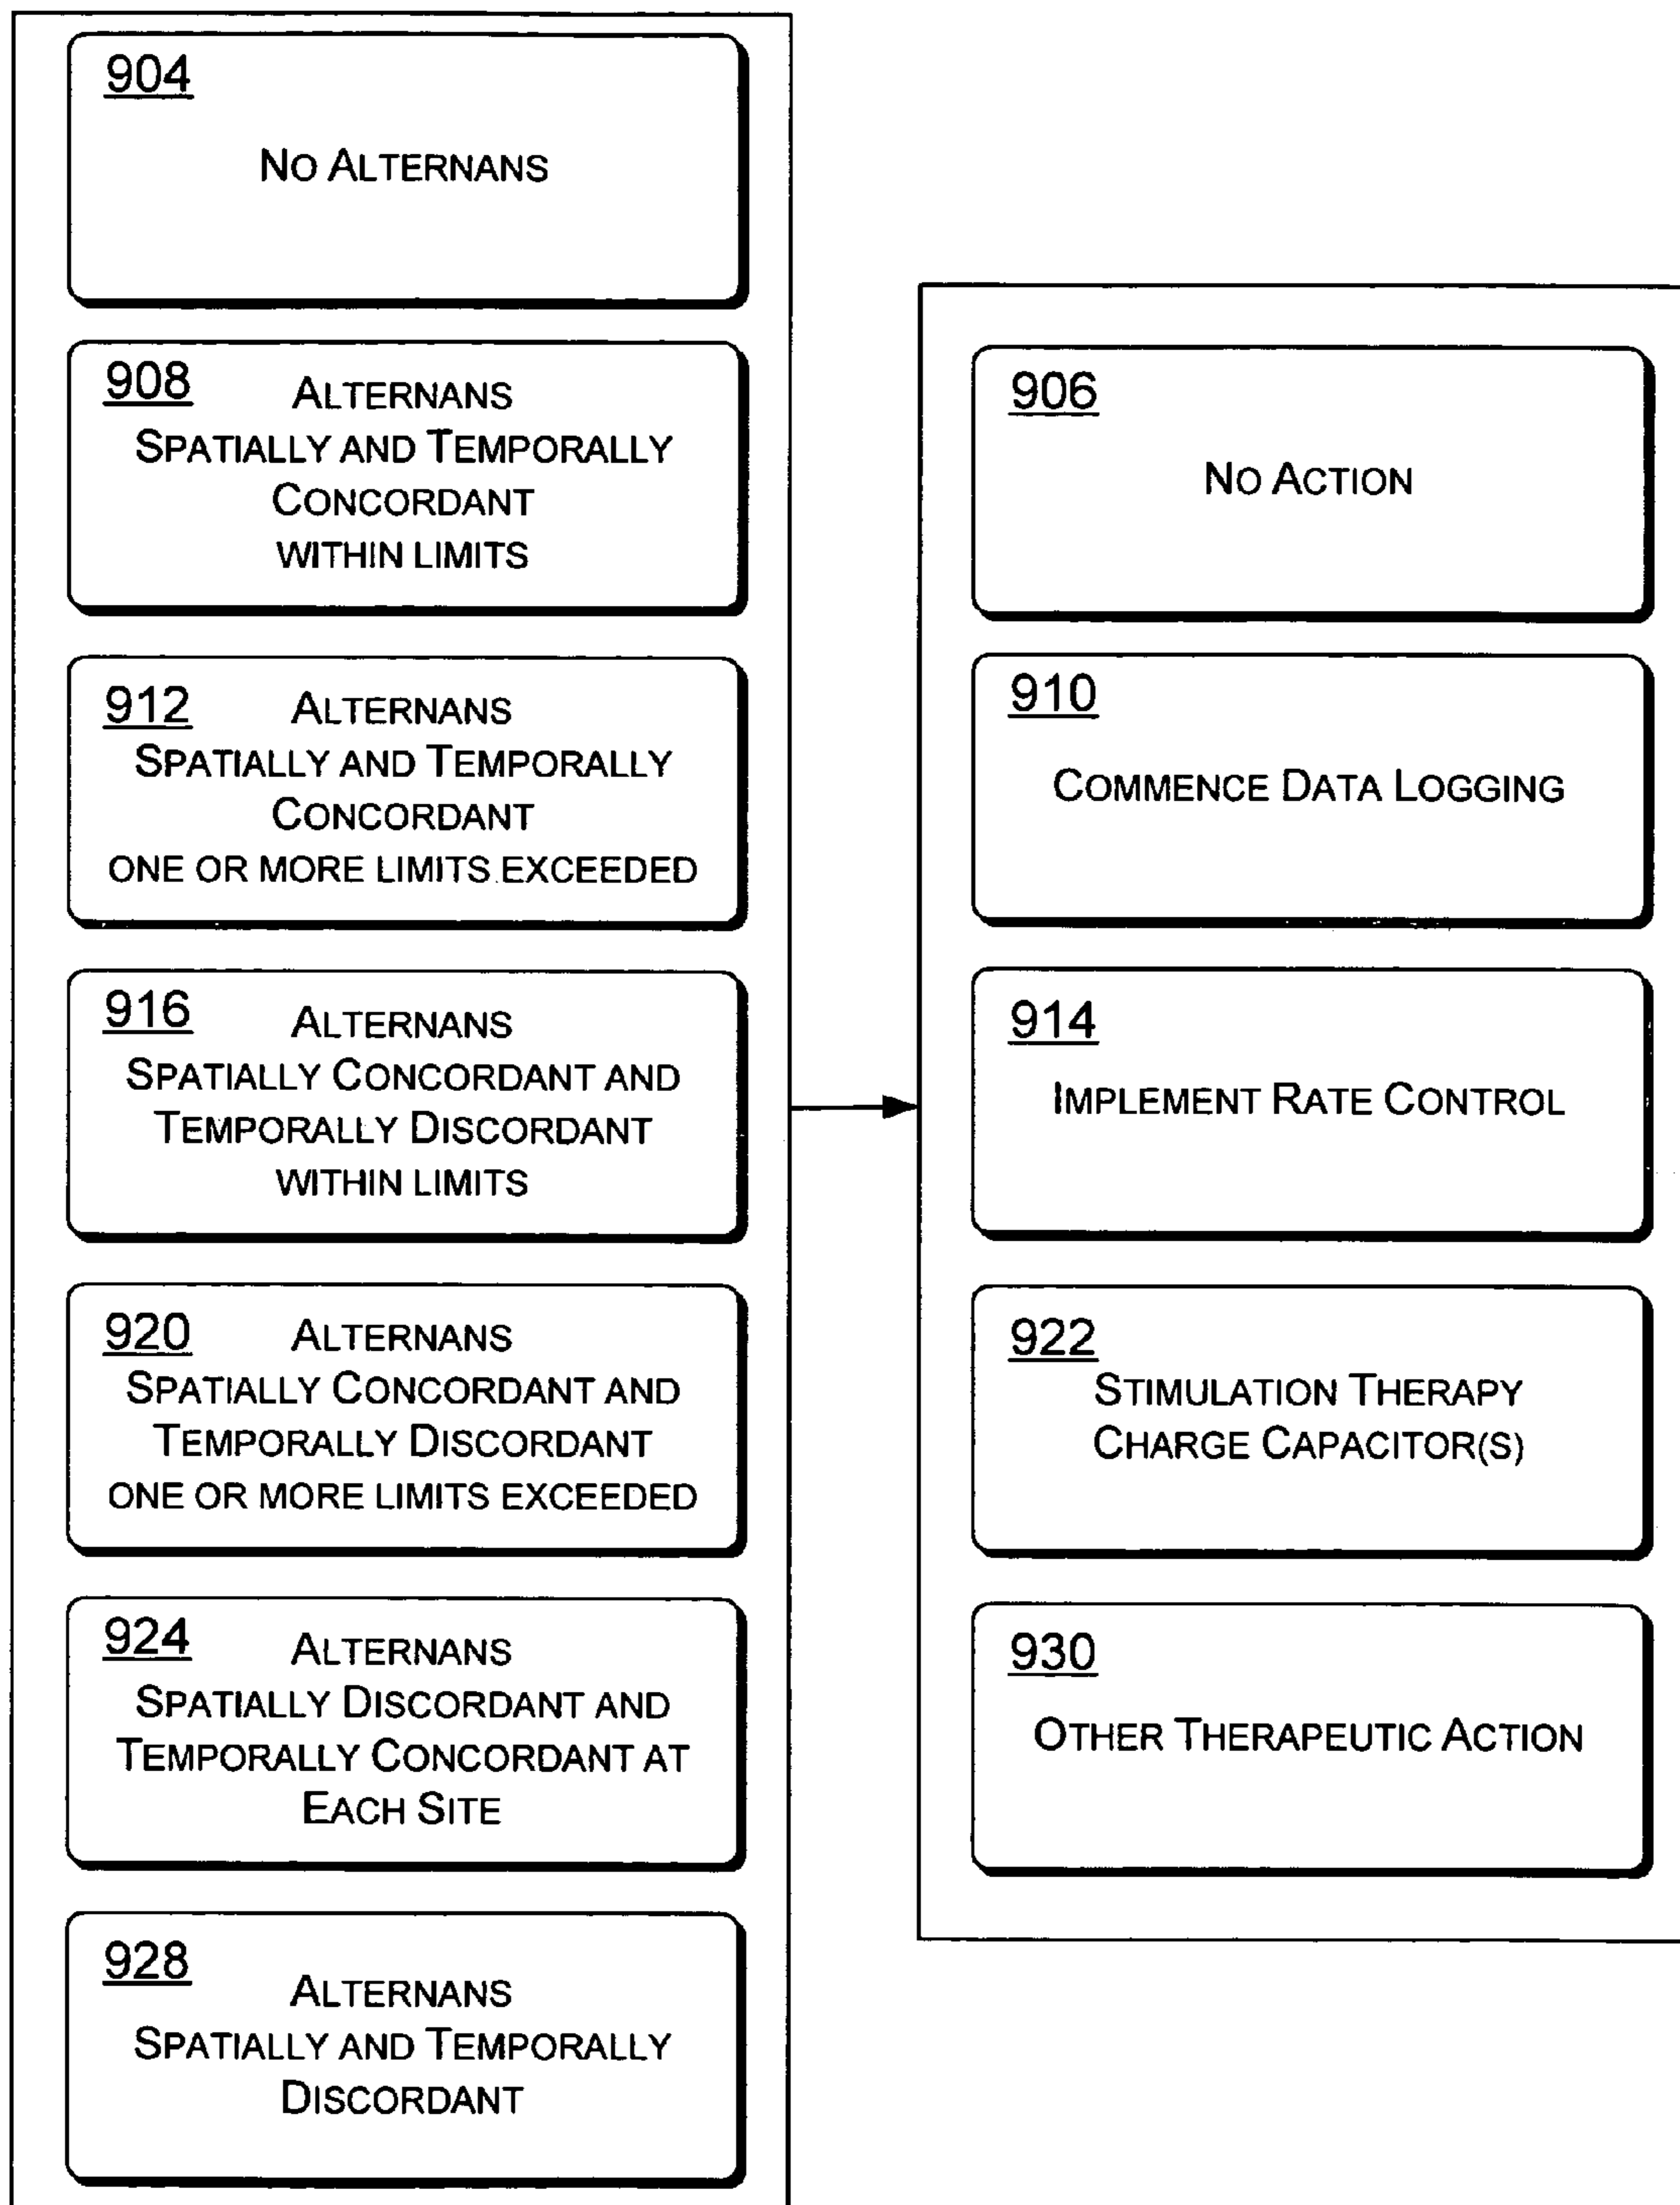 904
NO ALTERNANS
908
ALTERNANS
SPATIALLY AND TEMPORALLY
CONCORDANT
WITHIN LIMITS
912
ALTERNANS
SPATIALLY AND TEMPORALLY
CONCORDANT
ONE OR MORE LIMITS EXCEEDED
916
ALTERNANS
SPATIALLY CONCORDANT AND
TEMPORALLY DISCORDANT
WITHIN LIMITS
920
ALTERNANS
SPATIALLY CONCORDANT AND
TEMPORALLY DISCORDANT
ONE OR MORE LIMITS EXCEEDED
924
ALTERNANS
SPATIALLY DISCORDANT AND
TEMPORALLY CONCORDANT AT
EACH SITE
928
ALTERNANS
SPATIALLY AND TEMPORALLY
DISCORDANT
906
NO ACTION
910
COMMENCE DATA LOGGING
914
IMPLEMENT RATE CONTROL
922
STIMULATION THERAPY
CHARGE CAPACITOR(S)
930
OTHER THERAPEUTIC ACTION